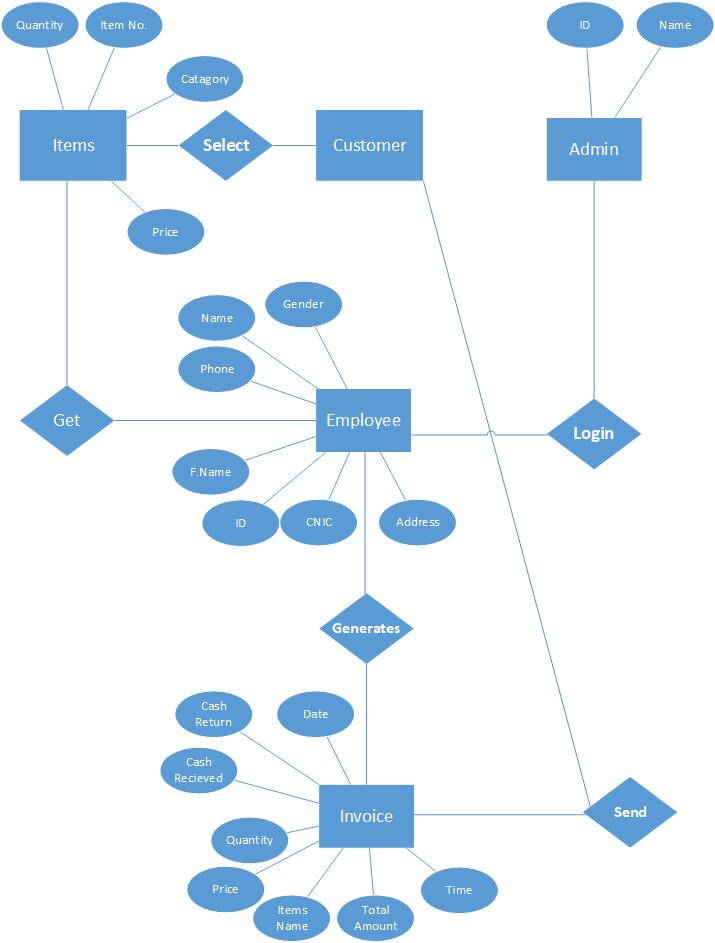 Quantity
Item No.
ID
Name
Catagory
Items
Select
Customer
Admin
Price
Gender
Name
Phone
Get
Employee
Login
F.Name
ID
CNIC
Address
Generates
Cash
Return
Date
Cash
Recieved
Invoice
Send
Quantity
Price
Time
Items
Name
Total
Amount